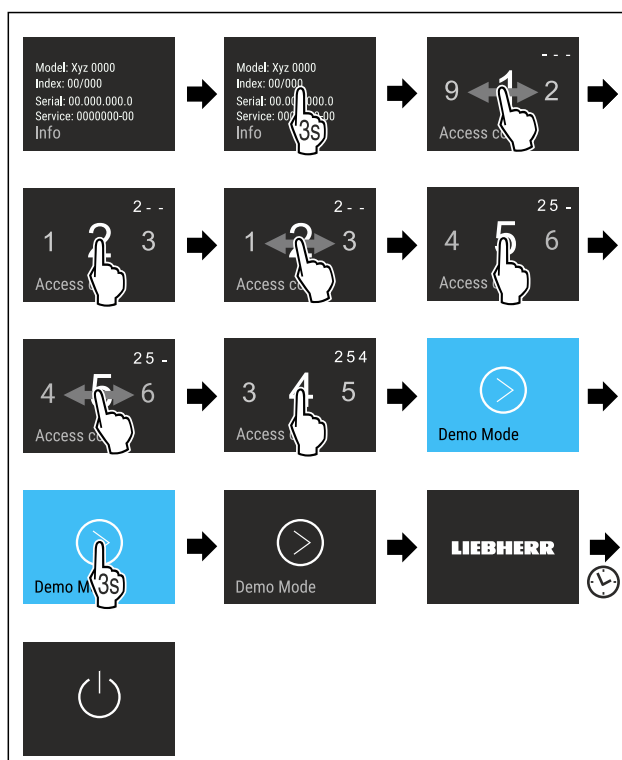 Model: Xyz 0000
Index: 00/000
Serial: 00.000.000.0
Service: 0000000-00
Info
Model: Xyz 0000
Index: 00/000
Serial: 00.00 000.0
Service: 000 -00
Info
3s
- - -
9 1 2
Access co
2 - -
1 2 3
Access c
2 - -
1 2 3
Access c
2 5 -
4 5 6
Access c
2 5 -
4 5 6
Access co
2 5 4
3 4 5
Access c
Demo Mode
Demo M
3s
Demo Mode
LIEBHERR